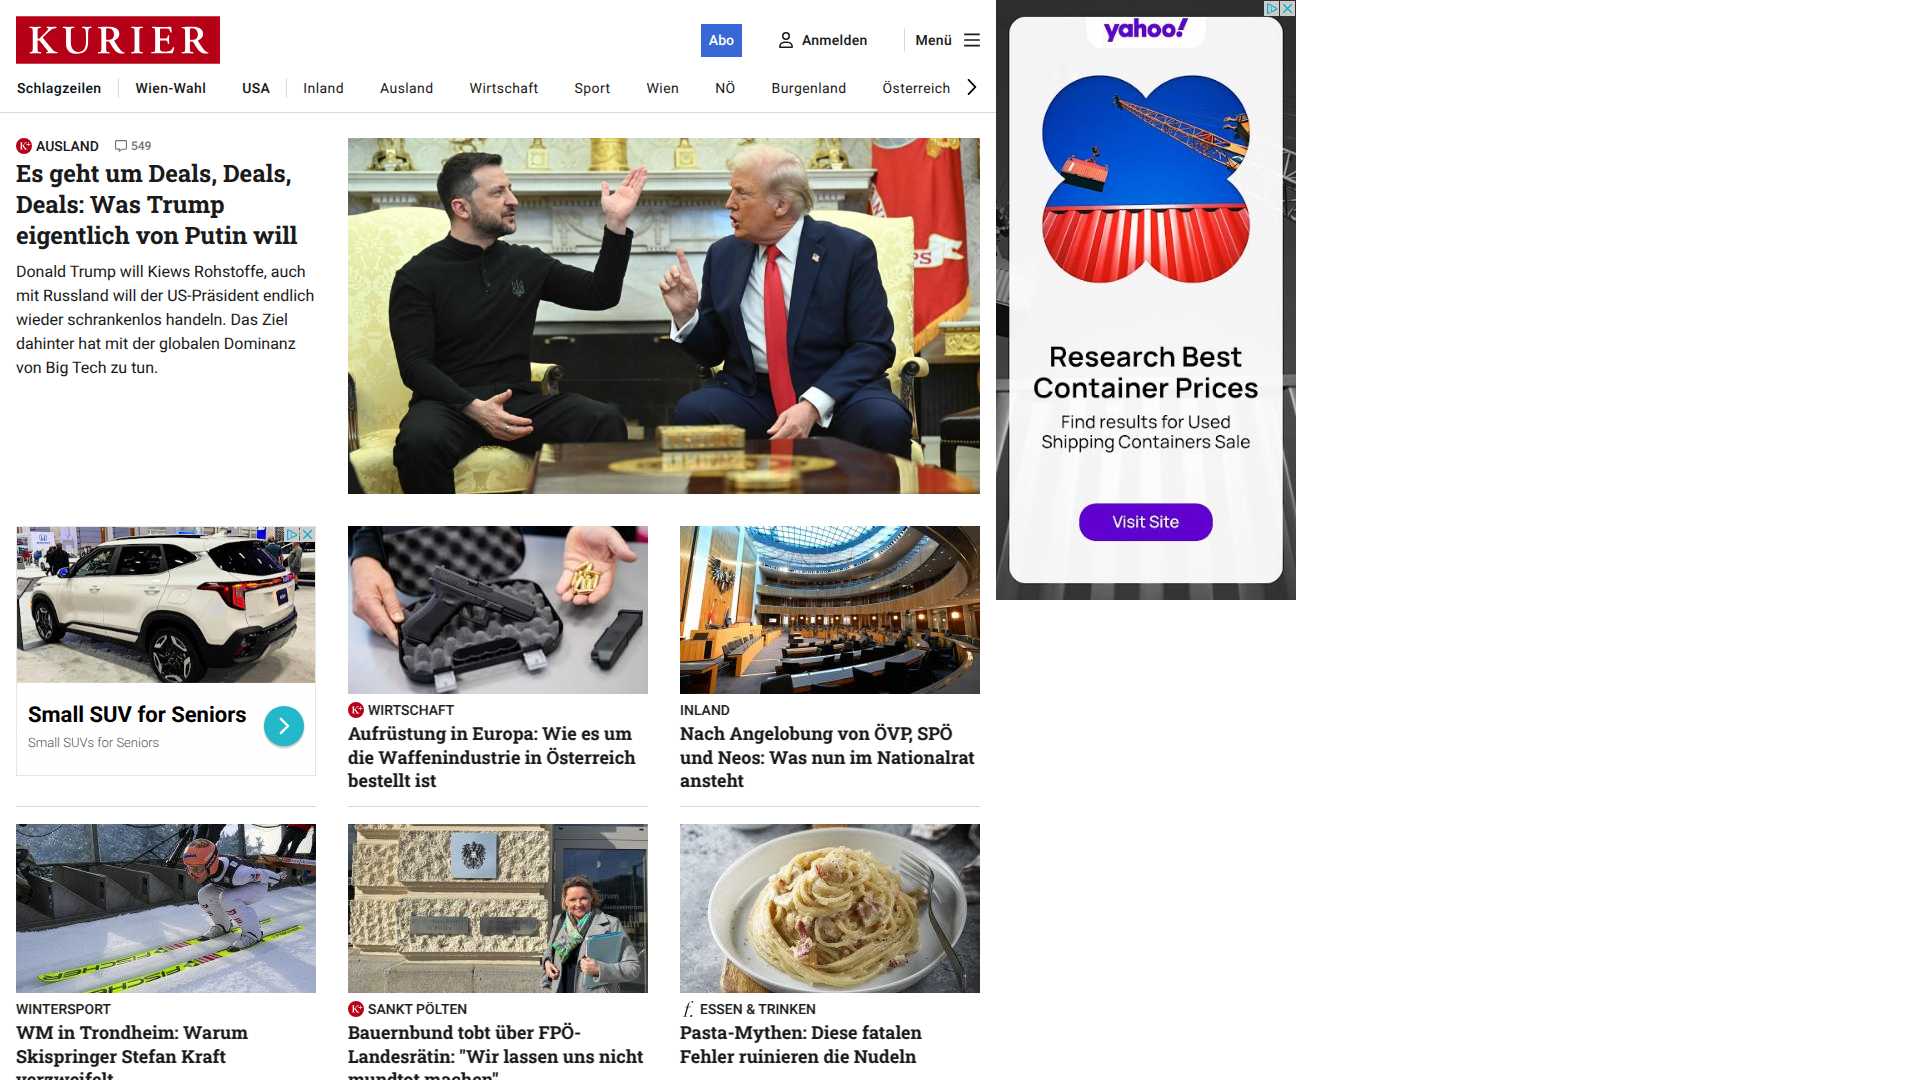 KURIER
Abo
Anmelden
Menü
Schlagzeilen
Wien-Wahl
USA
Inland
Ausland
Wirtschaft
Sport
Wien
NÖ
Burgenland
Österreich
K+ AUSLAND 549
Es geht um Deals, Deals,
Deals: Was Trump
eigentlich von Putin will
Donald Trump will Kiews Rohstoffe, auch
mit Russland will der US-Präsident endlich
wieder schrankenlos handeln. Das Ziel
dahinter hat mit der globalen Dominanz
von Big Tech zu tun.
yahoo!
Research Best
Container Prices
Find results for Used
Shipping Containers Sale
Visit Site
Small SUV for Seniors
Small SUVs for Seniors
K+ WIRTSCHAFT
Aufrüstung in Europa: Wie es um
die Waffenindustrie in Österreich
bestellt ist
INLAND
Nach Angelobung von ÖVP, SPÖ
und Neos: Was nun im Nationalrat
ansteht
FISCHER
FISCHER
WINTERSPORT
WM in Trondheim: Warum
Skispringer Stefan Kraft
verzweifelt
K+ SANKT PÖLTEN
Bauernbund tobt über FPÖ-
Landesrätin: "Wir lassen uns nicht
mundtot machen"
f. ESSEN & TRINKEN
Pasta-Mythen: Diese fatalen
Fehler ruinieren die Nudeln